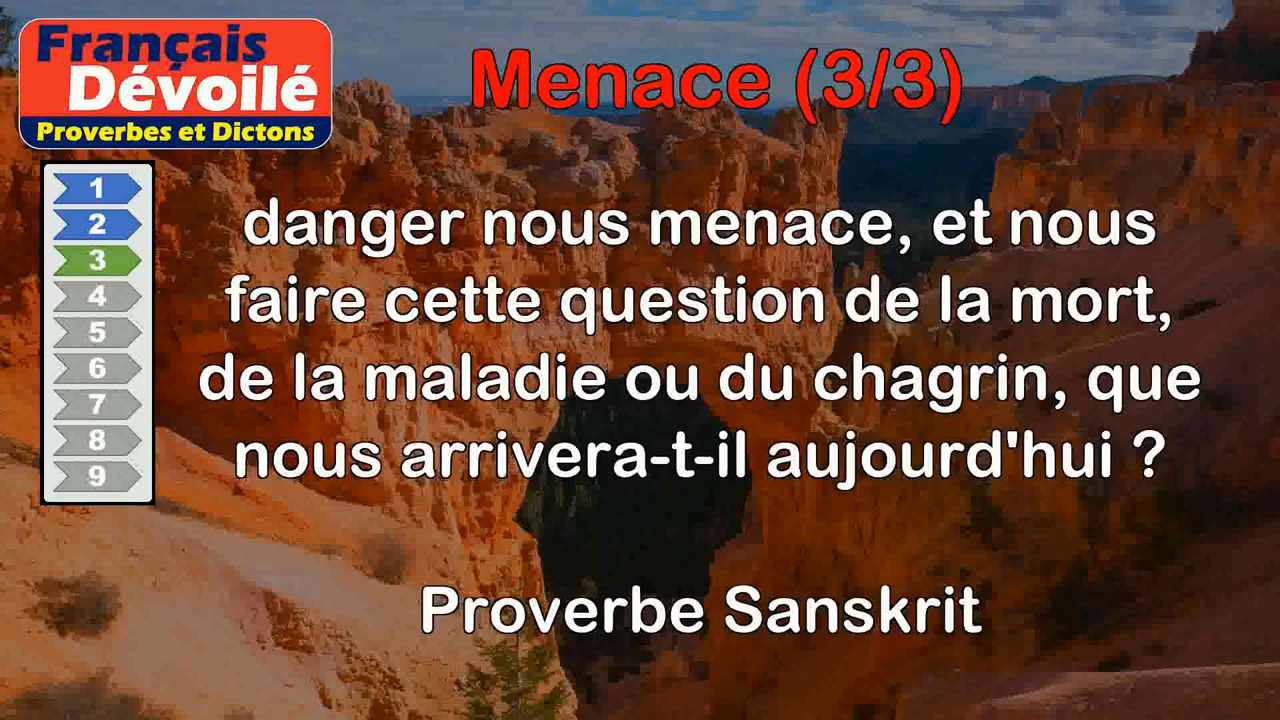 Français
Dévoilé
Proverbes et Dictons
Menace (3/3)
1
2
3
4
5
6
7
8
9
danger nous menace, et nous
faire cette question de la mort,
de la maladie ou du chagrin, que
nous arrivera-t-il aujourd'hui ?
Proverbe Sanskrit